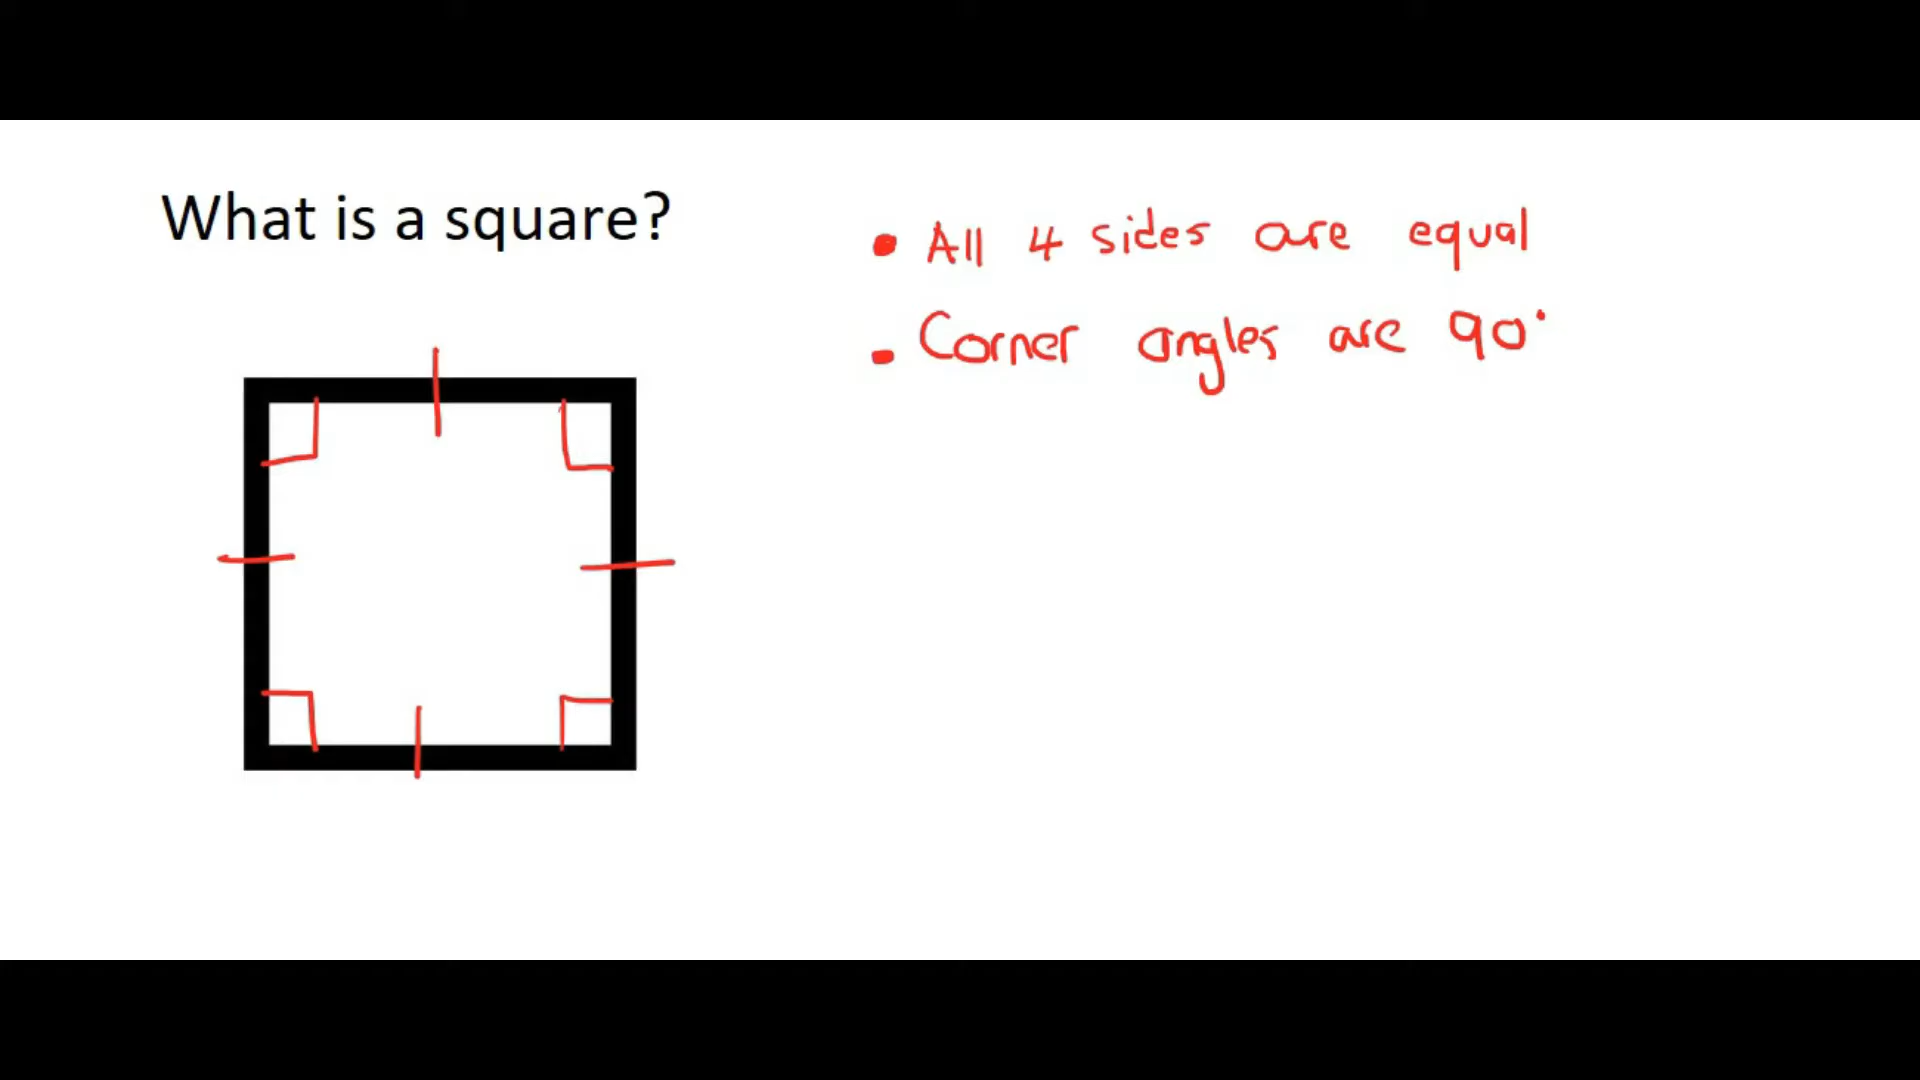 What is a square?
• All 4 sides are equal
• Corner angles are 90°